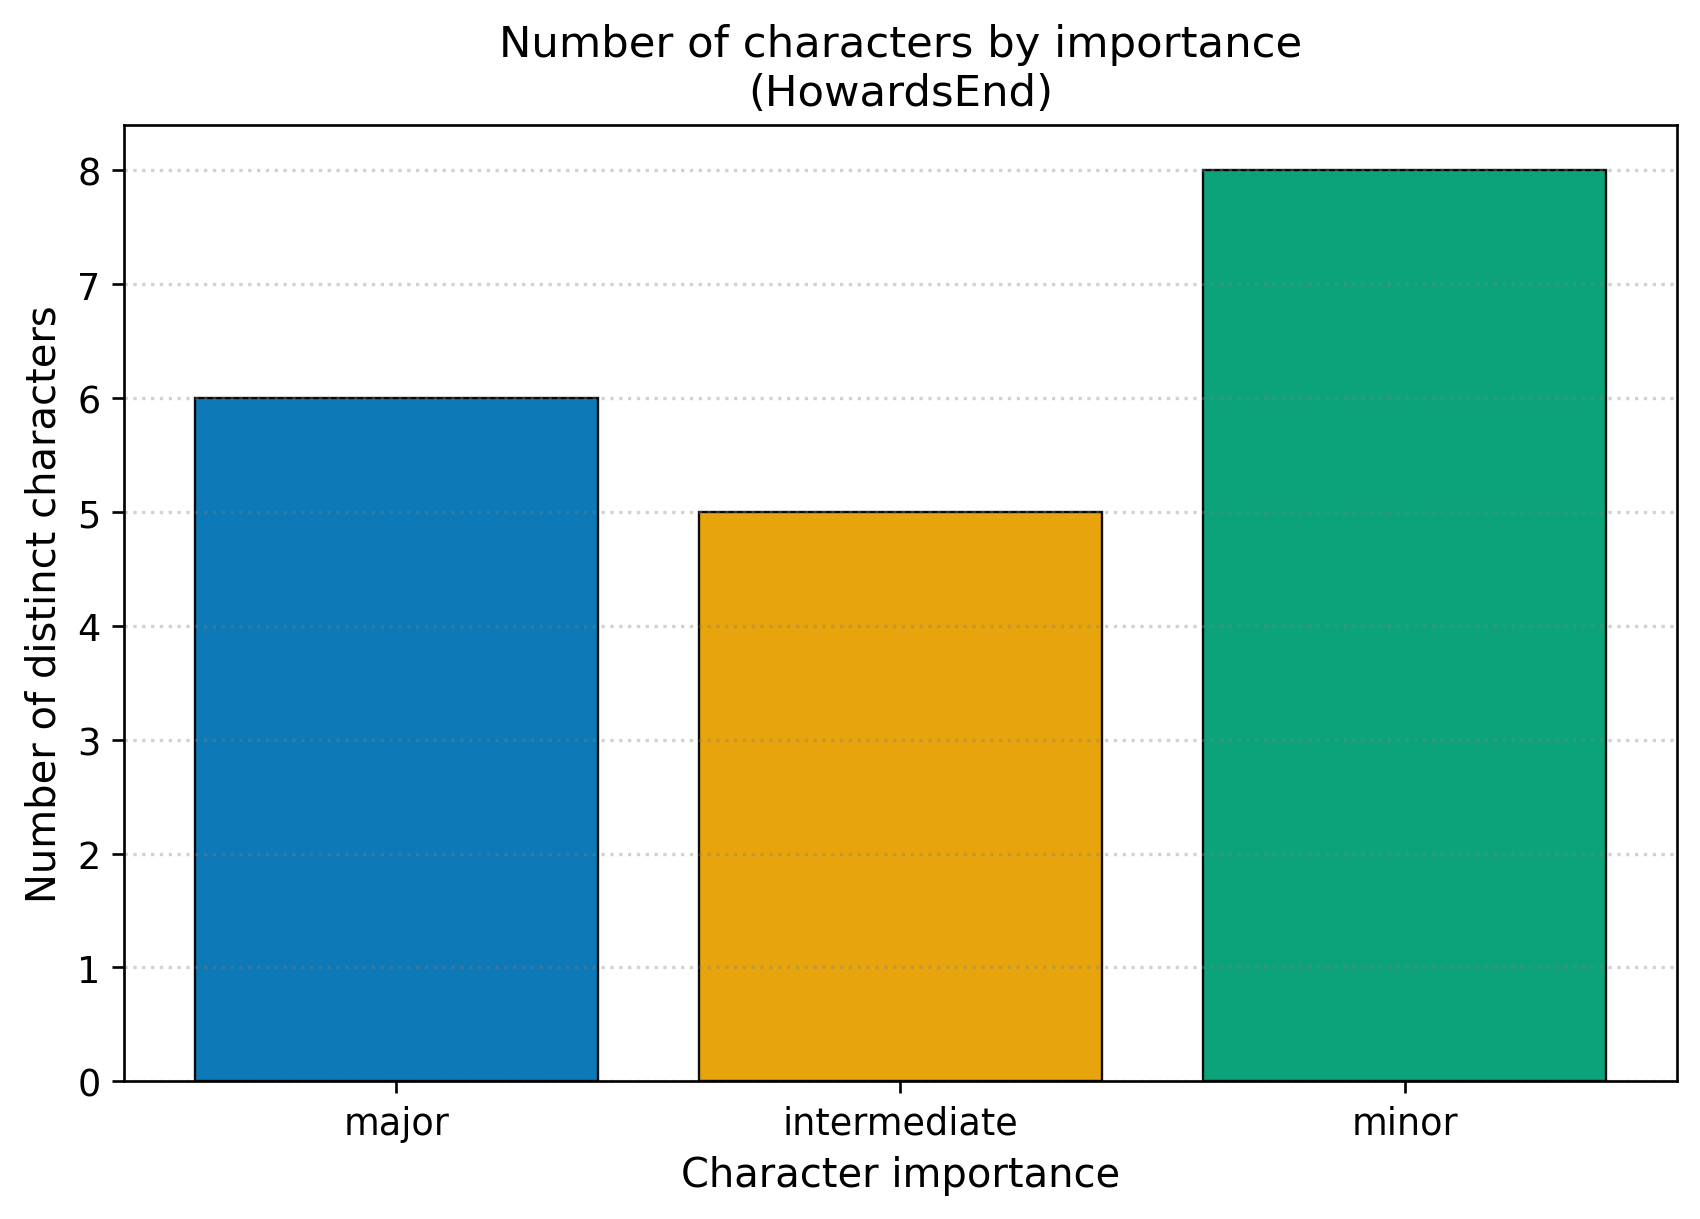 Number of characters by importance
(HowardsEnd)
Number of distinct characters
8
7
6
5
4
3
2
1
0
major
intermediate
minor
Character importance